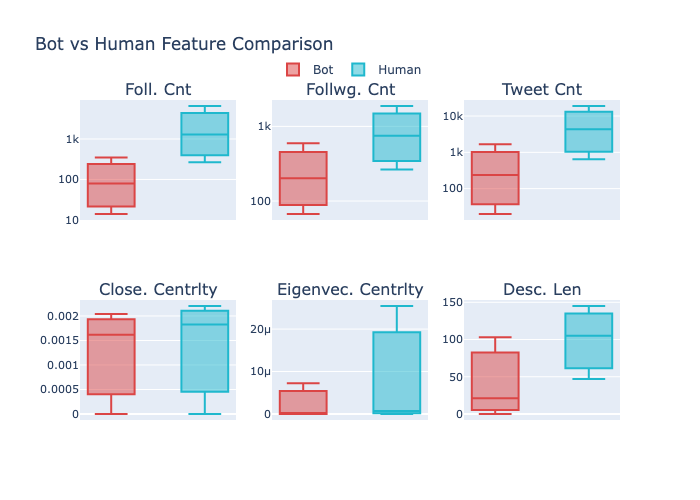 Bot vs Human Feature Comparison
Bot Human
Foll. Cnt Follwg. Cnt Tweet Cnt
1k
100
10
1k
100
10k
1k
100
Close. Centrlty Eigenvec. Centrlty Desc. Len
0.002
0.0015
0.001
0.0005
0
20μ
10μ
0
150
100
50
0